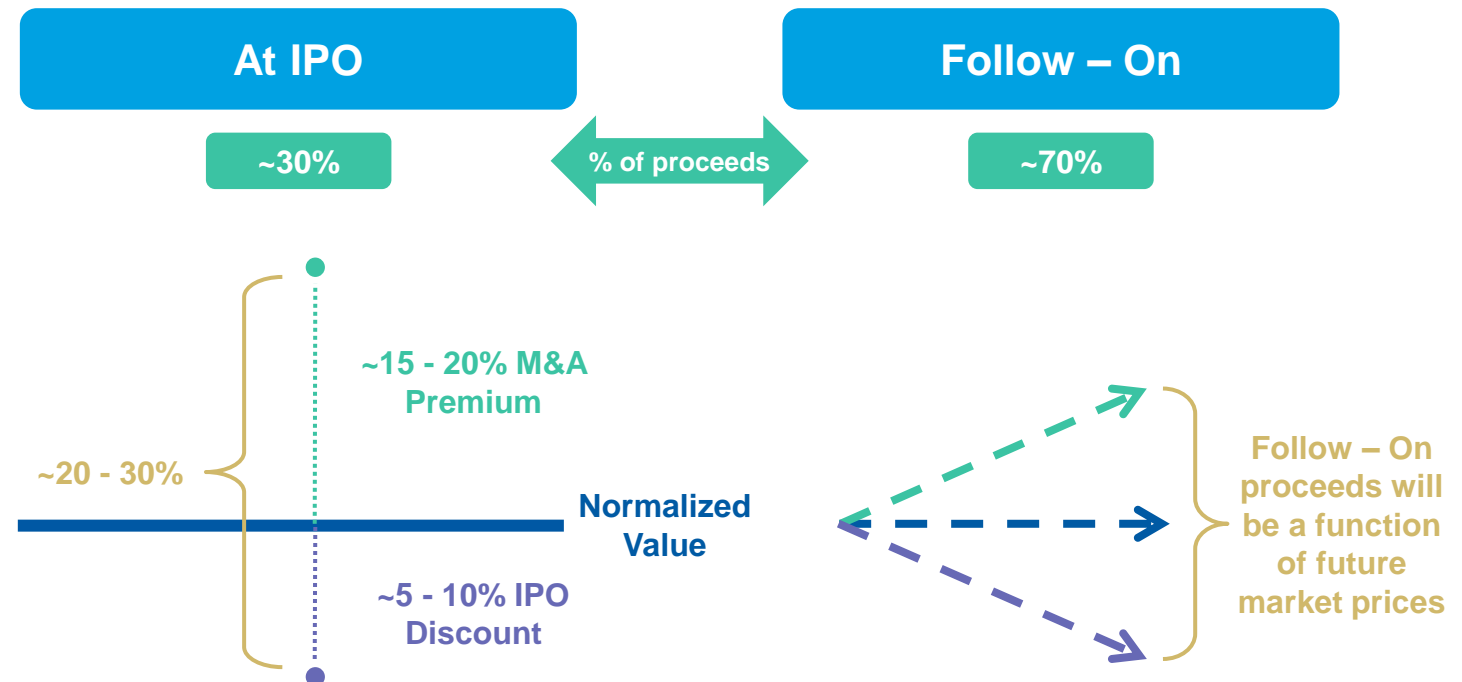 At IPO
Follow – On
~30%
% of proceeds
~70%
~15 - 20% M&A
Premium
~20 - 30%
Normalized
Value
~5 - 10% IPO
Discount
Follow – On
proceeds will
be a function
of future
market prices